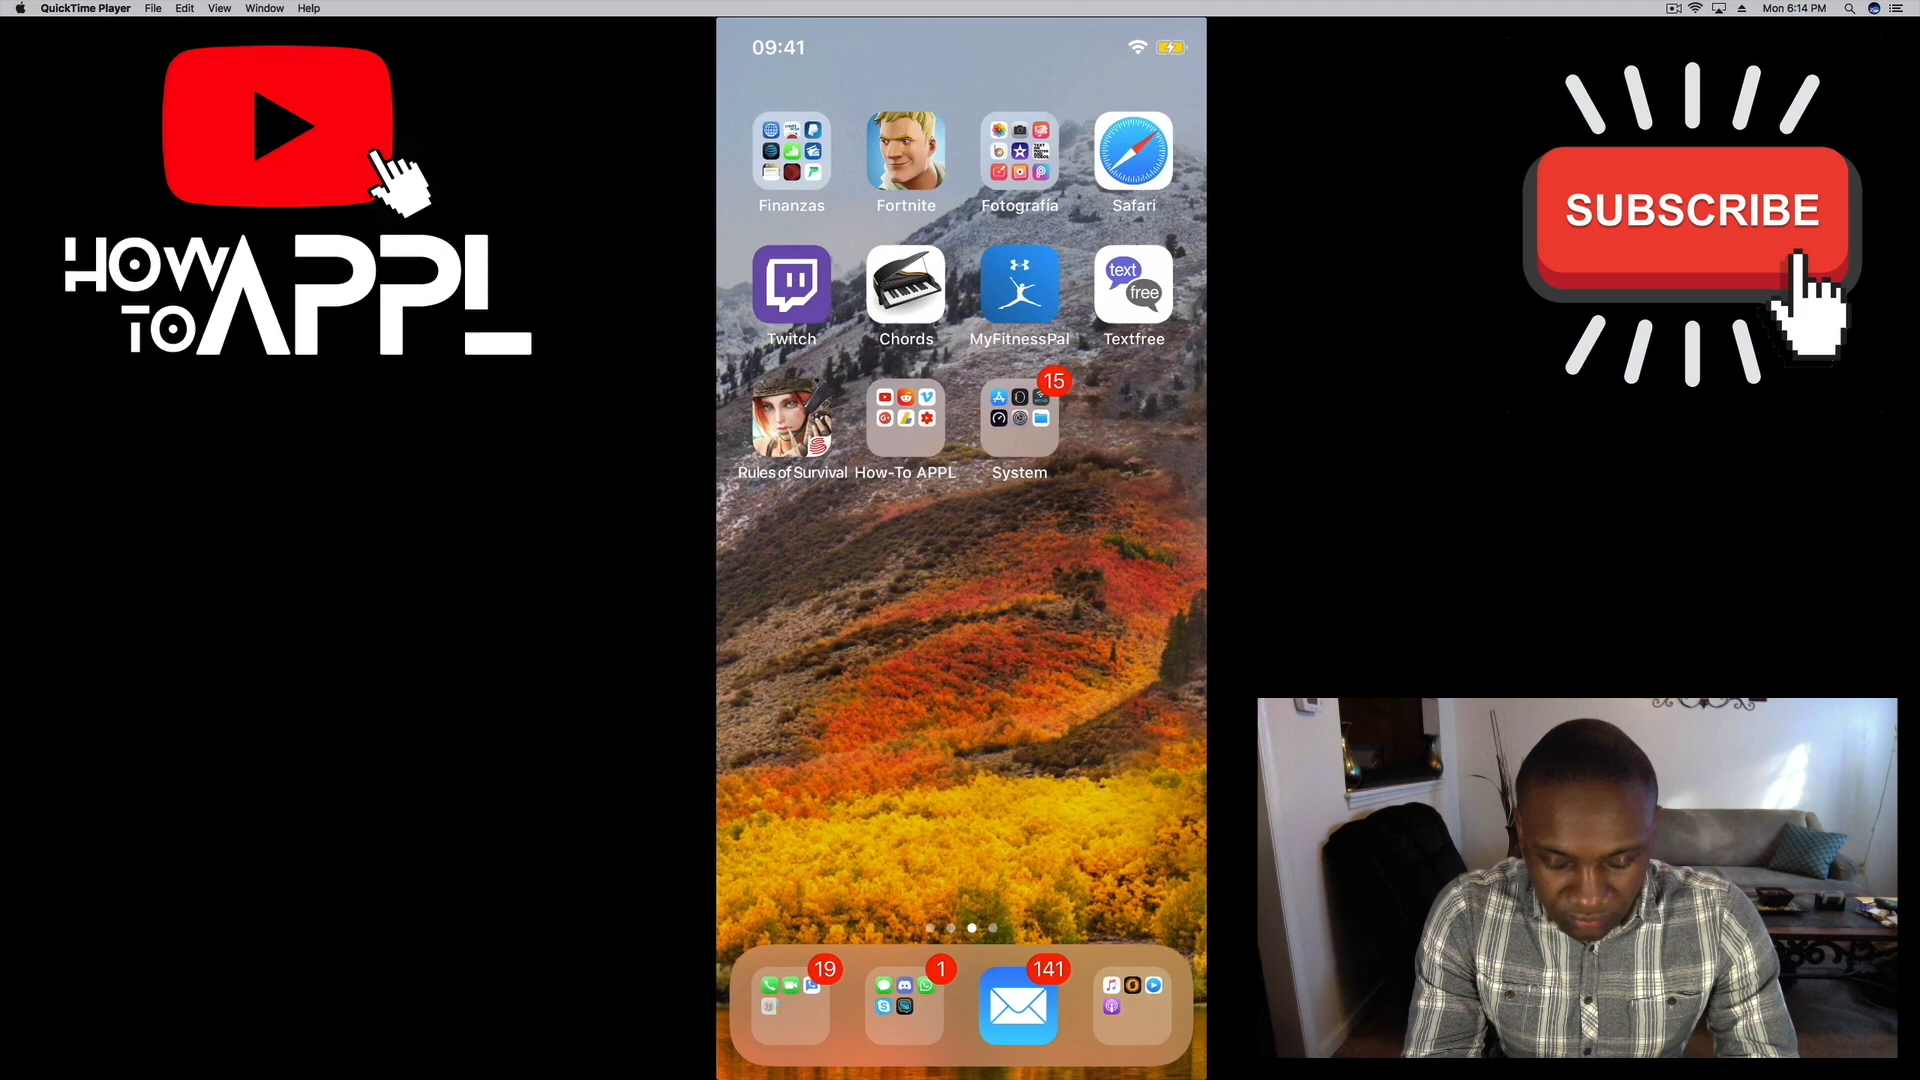 QuickTime Player File Edit View Window Help
Mon 6:14 PM
HOW
TO APPL
SUBSCRIBE
09:41
Finanzas Fortnite Fotografía Safari
text
free
Twitch Chords MyFitnessPal Textfree
15
Rules of Survival How-To APPL System
19 1 141